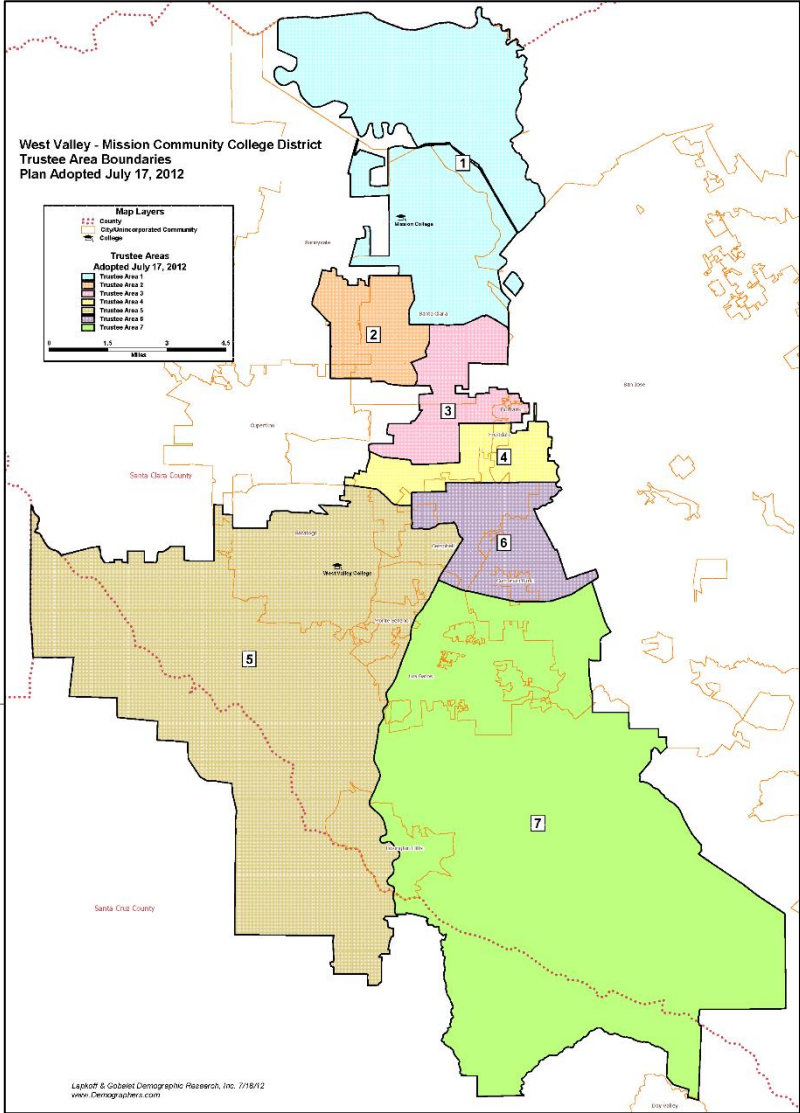 West Valley - Mission Community College District
Trustee Area Boundaries
Plan Adopted July 17, 2012
Map Layers
County
City/Unincorporated Community
College
Trustee Areas
Adopted July 17, 2012
Trustee Area 1
Trustee Area 2
Trustee Area 3
Trustee Area 4
Trustee Area 5
Trustee Area 6
Trustee Area 7
0 1.5 3 4.5
Miles
1
Mission College
Sunnyvale
Santa Clara
2
San Jose
3
Cupertino
Fruitdale
4
Santa Clara County
Saratoga
Campbell
6
West Valley College
Cambrian Park
Monte Sereno
5
Los Gatos
7
Lexington Hills
Santa Cruz County
Lapkoff & Gobalet Demographic Research, Inc. 7/18/12
www.Demographers.com
Day Valley